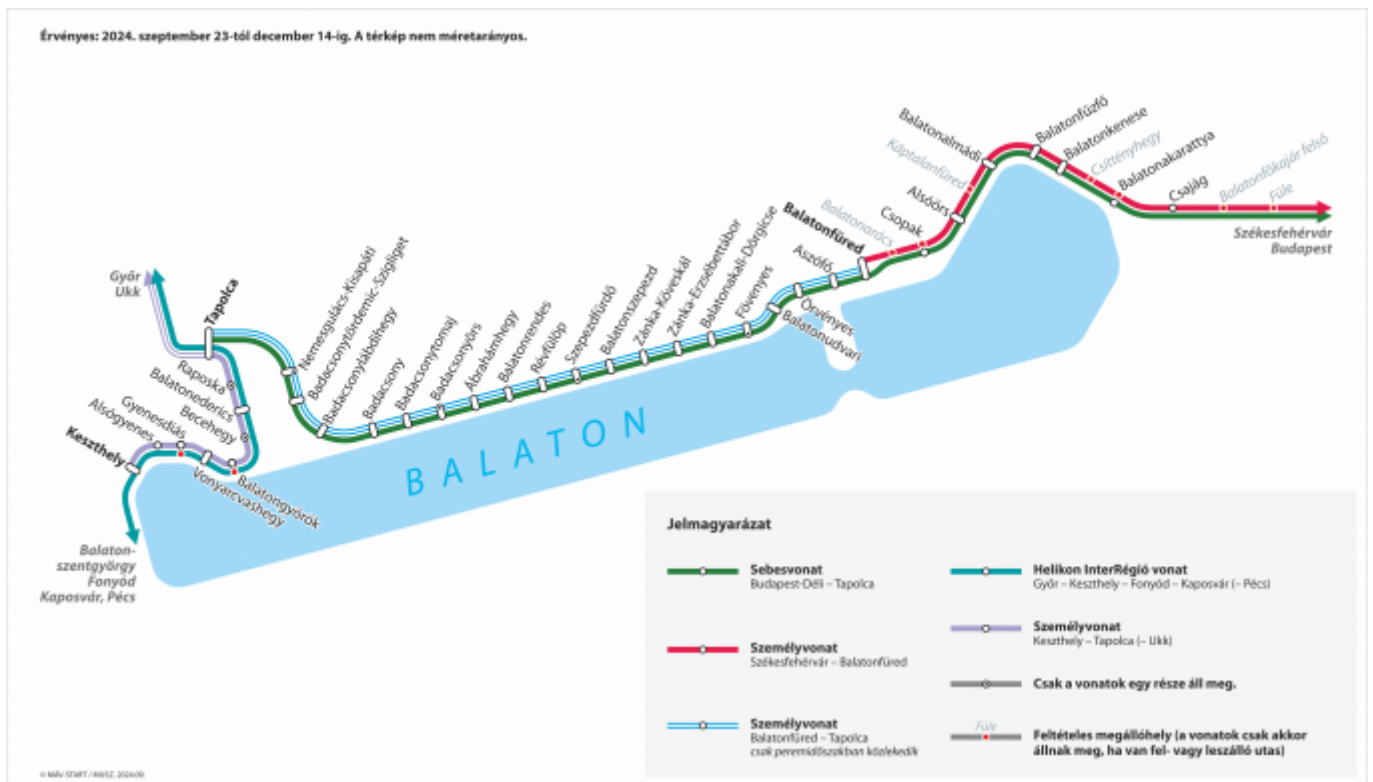 Érvényes: 2024. szeptember 23-tól december 14-ig. A térkép nem méretarányos.
Győr
Ukk
Tapolca
Raposka
Balatonederics
Becehegy
Gyenesdiás
Alsógyenes
Keszthely
Vonyarcvashegy
Balatongyörök
Balaton-
szentgyörgy
Fonyód
Kaposvár, Pécs
Nemesgulács-Kisapáti
Badacsonytördemic-Szigliget
Badacsonylábdihegy
Badacsony
Badacsonytomaj
Badacsonyörs
Ábrahámhegy
Balatonrendes
Révfülöp
Szepezdfürdő
Balatonszepezd
Zánka-Köveskál
Zánka-Erzsébettábor
Balatonakali-Dörgicse
Fövenyes
Balatonudvari
Örvényes
Aszófő
Balatonfüred
Balatonarács
Csopak
Alsóörs
Káptalanfüred
Balatonalmádi
Balatonfűzfő
Balatonkenese
Csittényhegy
Balatonakarattya
Csajág
Balatonfőkajár felső
Füle
Székesfehérvár
Budapest
BALATON
Jelmagyarázat
Sebesvonat
Budapest-Déli – Tapolca
Személyvonat
Székesfehérvár – Balatonfüred
Személyvonat
Balatonfüred – Tapolca
csak peremidőszakban közlekedik
Helikon InterRégió vonat
Győr – Keszthely – Fonyód – Kaposvár (– Pécs)
Személyvonat
Keszthely – Tapolca (– Ukk)
Csak a vonatok egy része áll meg.
Füle
Feltételes megállóhely (a vonatok csak akkor
állnak meg, ha van fel- vagy leszálló utas)
© MÁV-START / MUSZ, 2024.09.